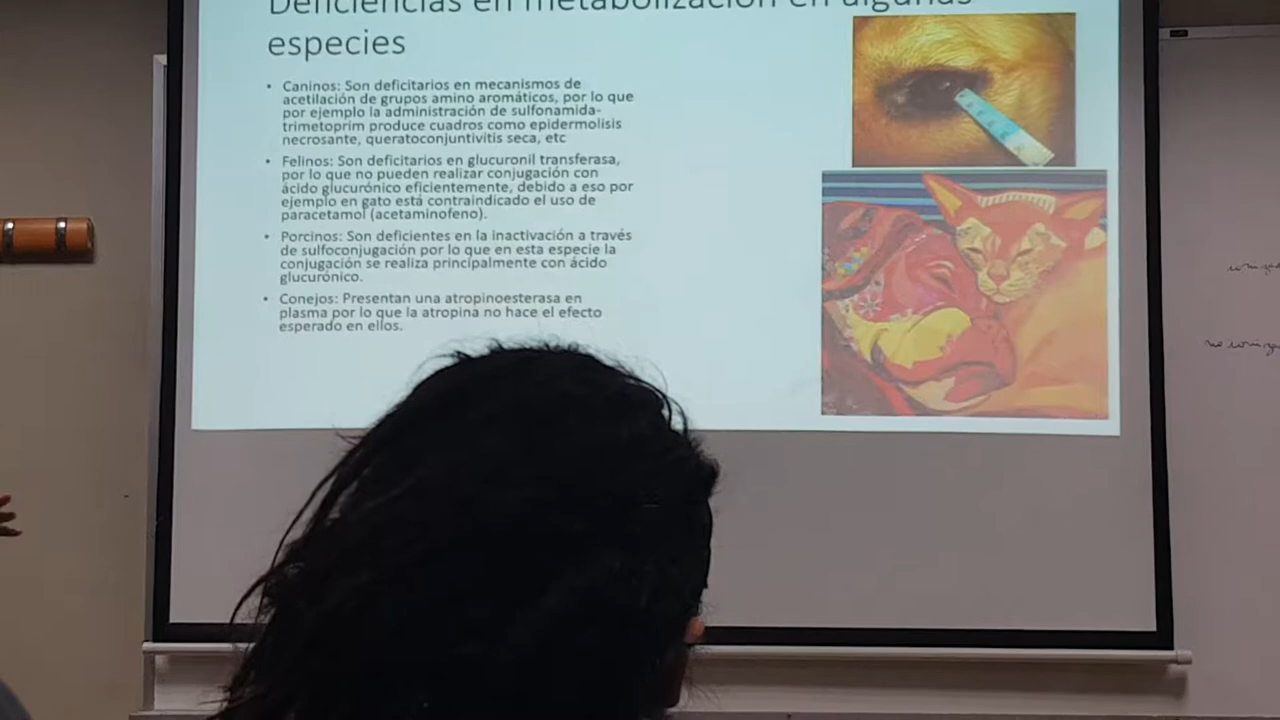 Deficiencias en metabolización en algunas
especies
• Caninos: Son deficitarios en mecanismos de
acetilación de grupos amino aromáticos, por lo que
por ejemplo la administración de sulfonamida-
trimetoprim produce cuadros como epidermolisis
necrosante, queratoconjuntivitis seca, etc
• Felinos: Son deficitarios en glucuronil transferasa,
por lo que no pueden realizar conjugación con
ácido glucurónico eficientemente, debido a eso por
ejemplo en gato está contraindicado el uso de
paracetamol (acetaminofeno).
• Porcinos: Son deficientes en la inactivación a través
de sulfoconjugación por lo que en esta especie la
conjugación se realiza principalmente con ácido
glucurónico.
• Conejos: Presentan una atropinoesterasa en
plasma por lo que la atropina no hace el efecto
esperado en ellos.